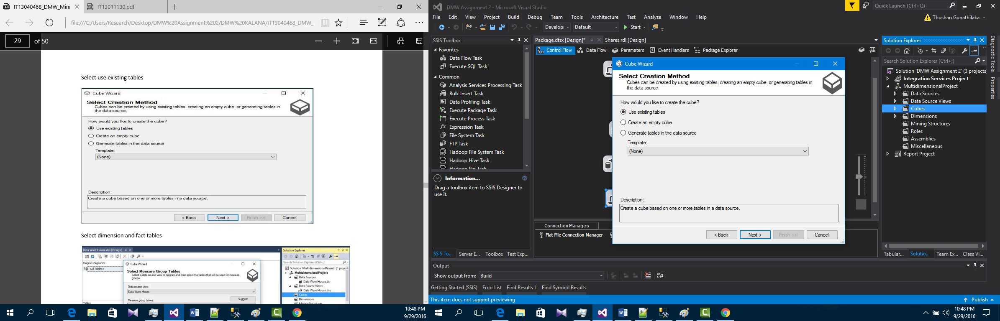 IT13040468_DMW_Mini
IT13011130.pdf
file:///C:/Users/Research/Desktop/DMW%20Assignment%202/DMW%20KALANA/IT13040468_DMW_
29 of 50
Select use existing tables
Cube Wizard
Select Creation Method
Cubes can be created by using existing tables, creating an empty cube, or generating tables in
the data source.
How would you like to create the cube?
Use existing tables
Create an empty cube
Generate tables in the data source
Template:
(None)
Description:
Create a cube based on one or more tables in a data source.
< Back Next > Finish >>| Cancel
Select dimension and fact tables
Data Ware House.dsv [Design]
Diagram Organizer
<All Tables>
Tables
Cube Wizard
Select Measure Group Tables
Select a data source view or diagram and then select the tables that will be used for measure
groups.
Data source view:
Data Ware House
Measure group tables:
Suggest
Solution Explorer
Search Solution Explorer (Ctrl+;)
Solution 'MultidimensionalProject' (1 proje
MultidimensionalProject
Data Sources
Data Ware House.ds
Data Source Views
Data Ware House.dsv
Cubes
Dimensions
Mining Structures
10:48 PM
9/29/2016
DMW Assignment 2 - Microsoft Visual Studio
Quick Launch (Ctrl+Q)
File Edit View Project Build Debug Team Tools Architecture Test Analyze Window Help
Thushan Gunathilaka
Develop Default Start
SSIS Toolbox
Favorites
Data Flow Task
Execute SQL Task
Common
Analysis Services Processing Task
Bulk Insert Task
Data Profiling Task
Execute Package Task
Execute Process Task
Expression Task
File System Task
FTP Task
Hadoop File System Task
Hadoop Hive Task
Hadoop Pig Task
Information...
Drag a toolbox item to SSIS Designer to
use it.
SSIS To... Server E... Toolbox Test Exp...
Package.dtsx [Design]* Shares.rdl [Design]
Control Flow Data Flow Parameters Event Handlers Package Explorer
Cube Wizard
Select Creation Method
Cubes can be created by using existing tables, creating an empty cube, or generating tables in
the data source.
How would you like to create the cube?
Use existing tables
Create an empty cube
Generate tables in the data source
Template:
(None)
Description:
Create a cube based on one or more tables in a data source.
< Back Next > Finish >>| Cancel
Connection Managers
Flat File Connection Manager
Solution Explorer
Search Solution Explorer (Ctrl+;)
Solution 'DMW Assignment 2' (3 projects
Integration Services Project
MultidimensionalProject
Data Sources
Data Source Views
Cubes
Dimensions
Mining Structures
Roles
Assemblies
Miscellaneous
Report Project
Tabular... Solutio... Team Ex... Class Vi...
Diagnostic Tools
Properties
Output
Show output from: Build
Getting Started (SSIS) Error List Find Results 1 Find Symbol Results
This item does not support previewing
Publish
10:48 PM
9/29/2016